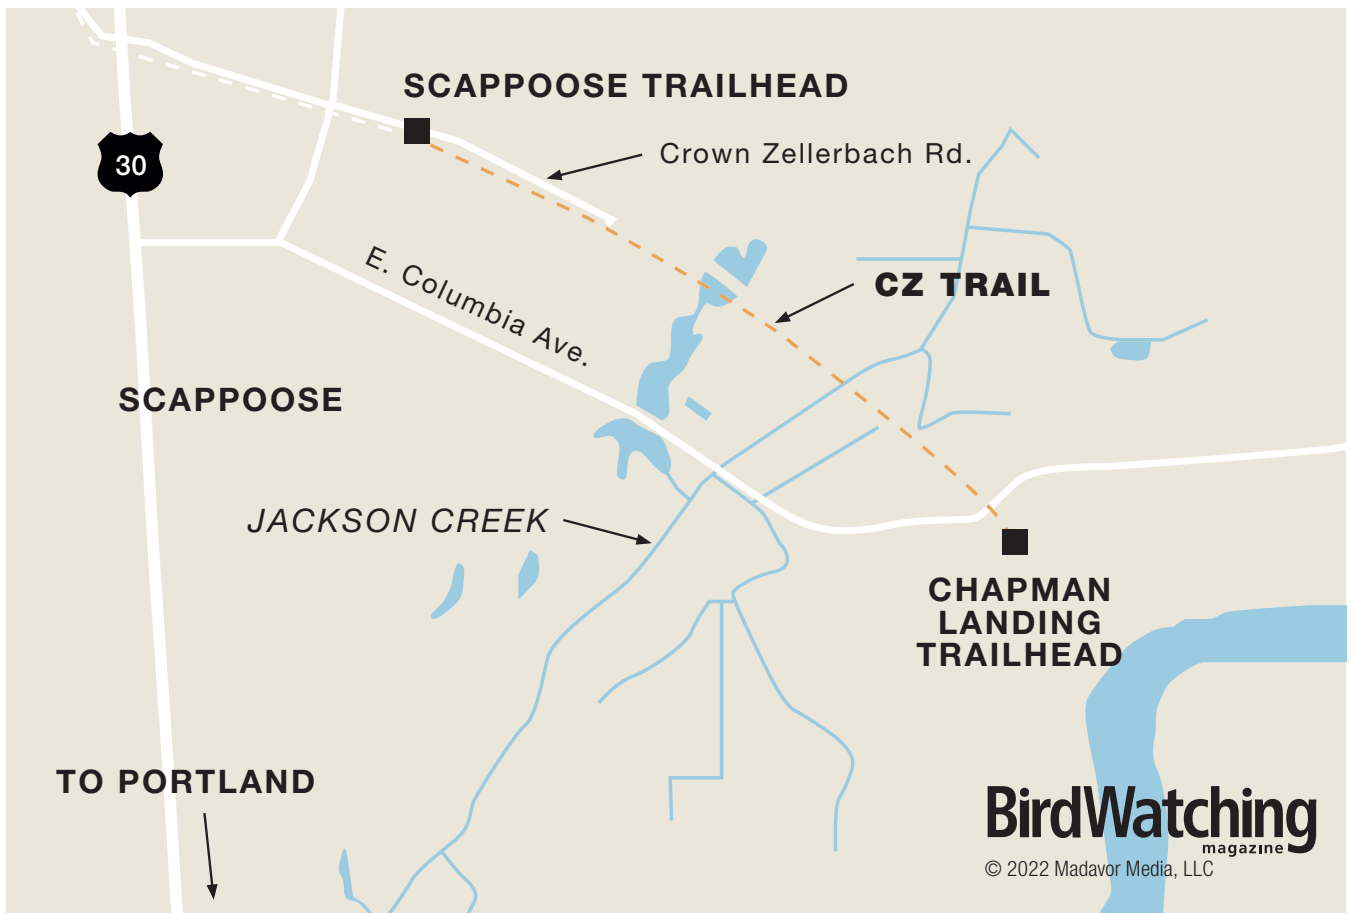 SCAPPOOSE TRAILHEAD
Crown Zellerbach Rd.
30
E. Columbia Ave.
CZ TRAIL
SCAPPOOSE
JACKSON CREEK
CHAPMAN
LANDING
TRAILHEAD
TO PORTLAND
BirdWatching
magazine
© 2022 Madavor Media, LLC